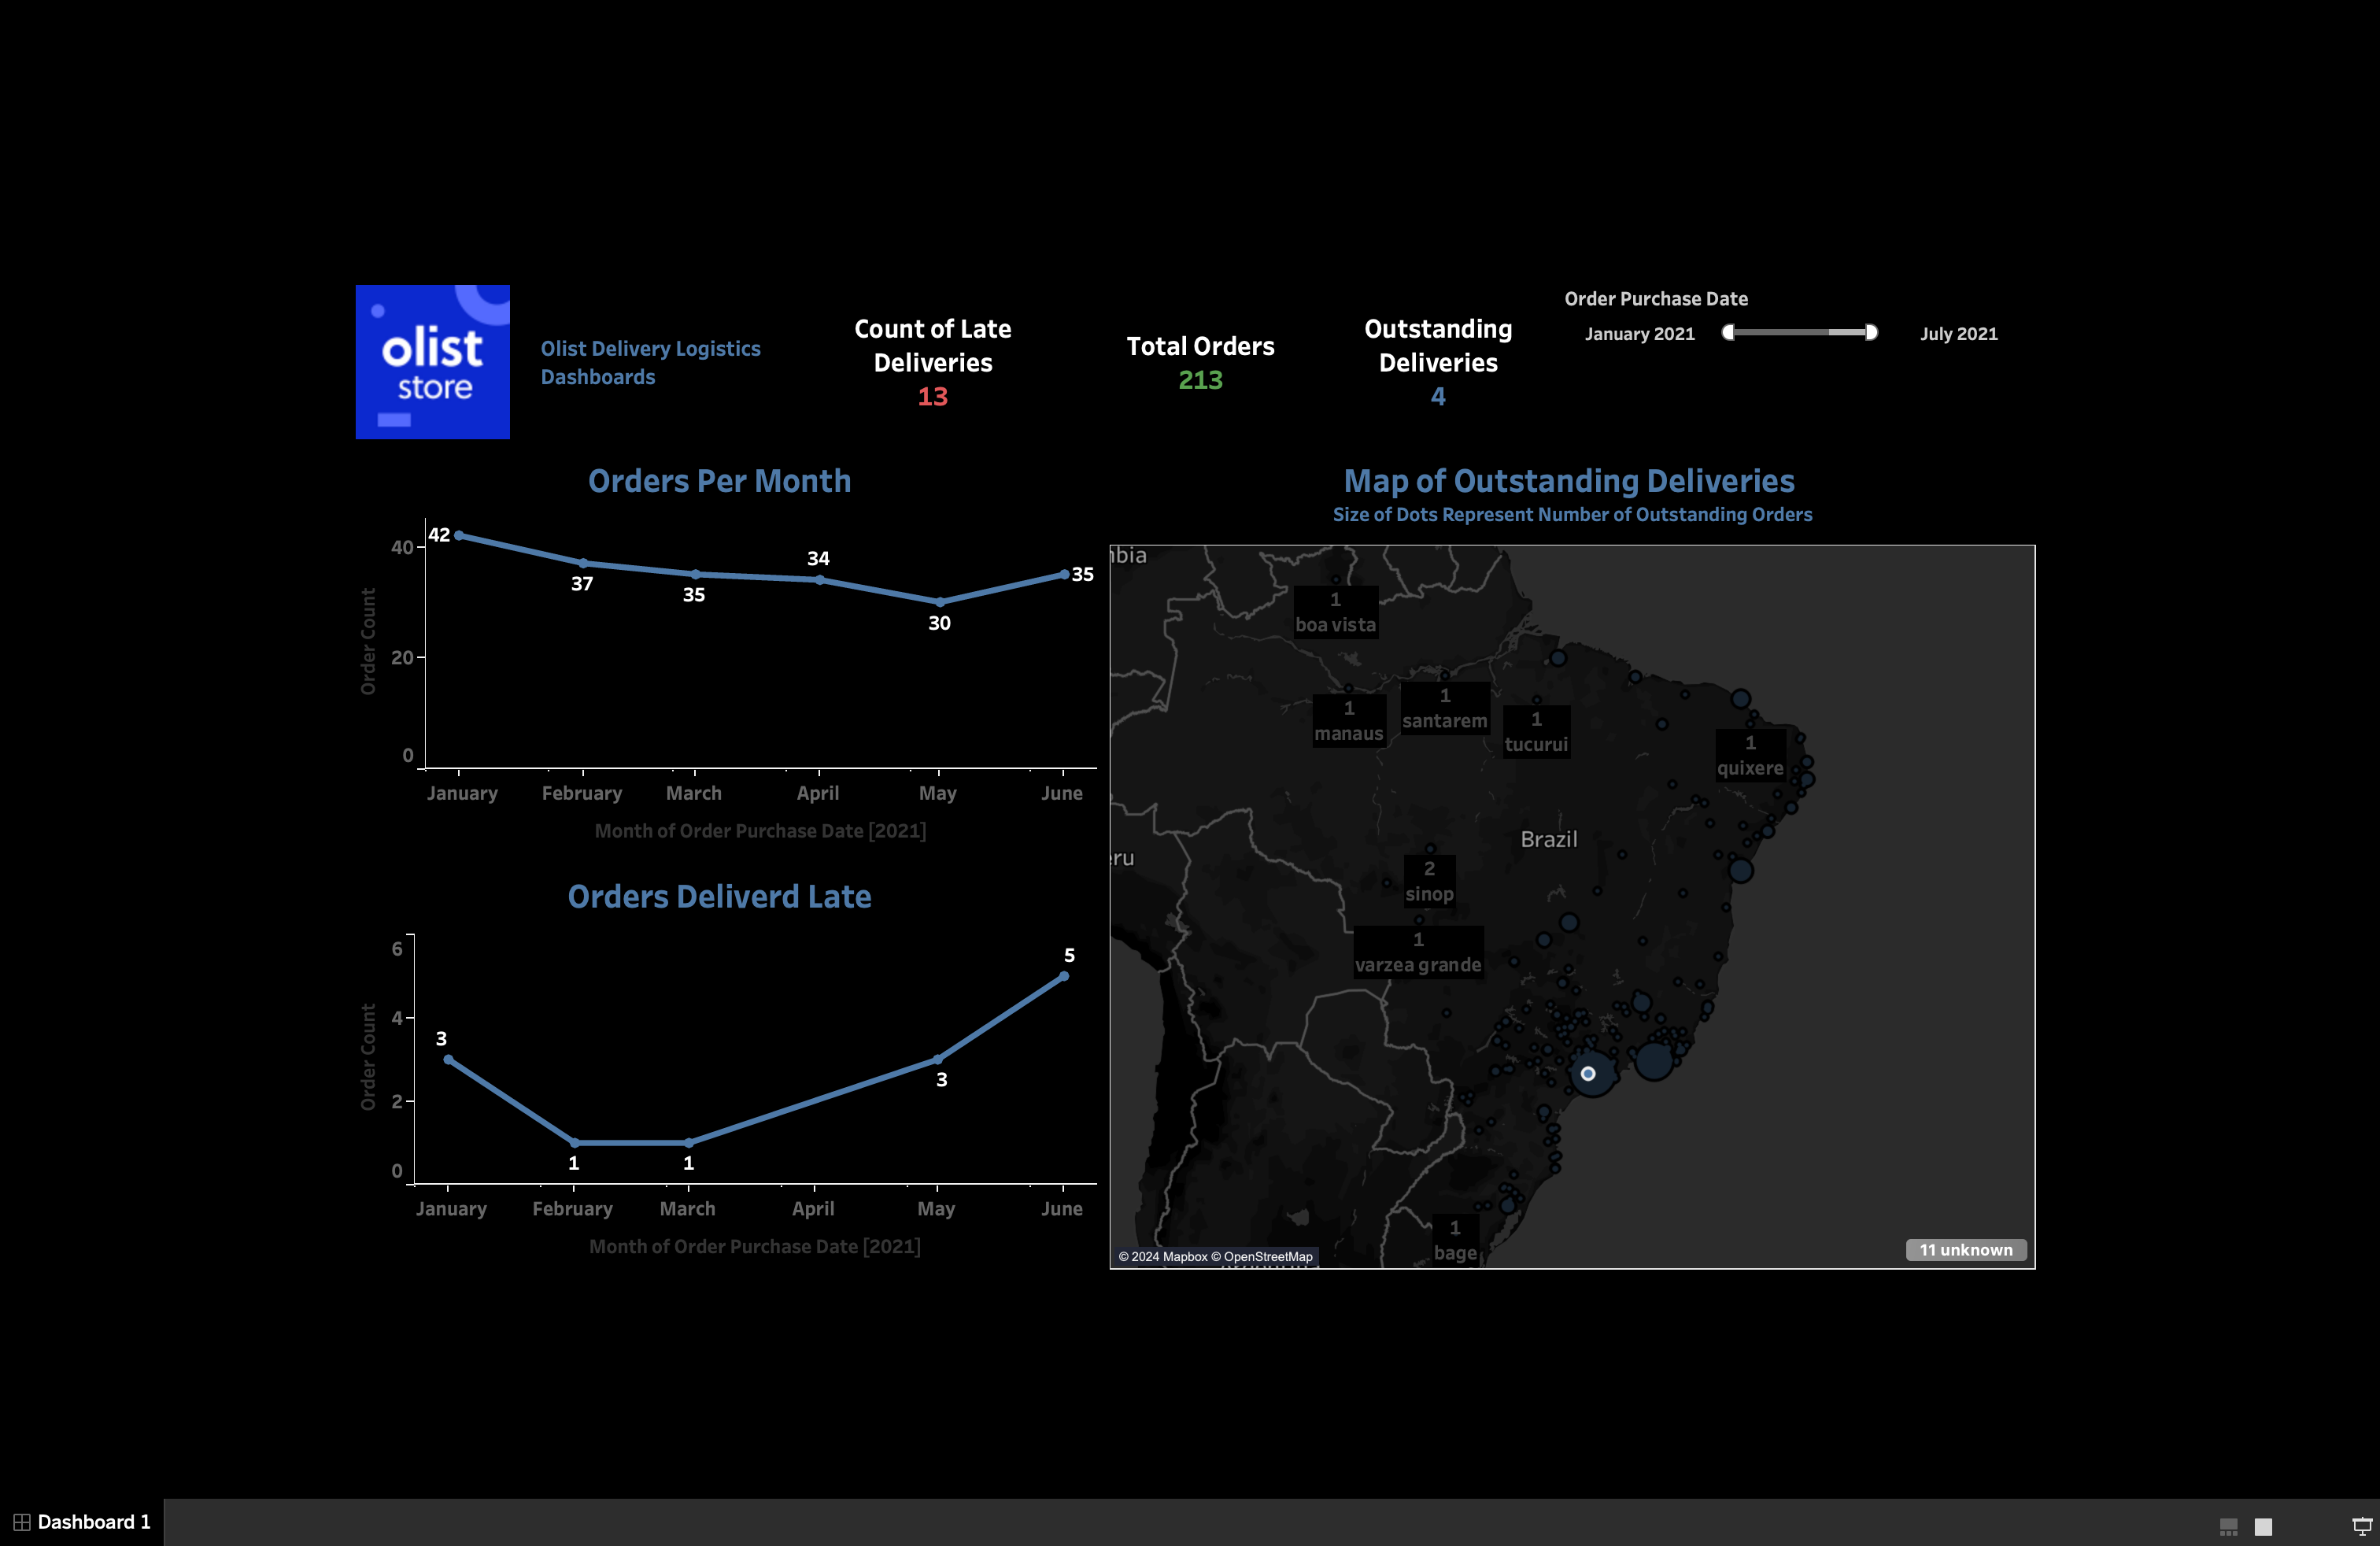 olist
store
Olist Delivery Logistics
Dashboards
Count of Late
Deliveries
13
Total Orders
213
Outstanding
Deliveries
4
Order Purchase Date
January 2021
July 2021
Orders Per Month
Order Count
40
20
0
42
37
35
34
30
35
January
February
March
April
May
June
Month of Order Purchase Date [2021]
Orders Deliverd Late
Order Count
6
4
2
0
3
1
1
3
5
January
February
March
April
May
June
Month of Order Purchase Date [2021]
Map of Outstanding Deliveries
Size of Dots Represent Number of Outstanding Orders
bia
1
boa vista
1
manaus
1
santarem
1
tucurui
1
quixere
Brazil
eru
2
sinop
1
varzea grande
1
bage
© 2024 Mapbox © OpenStreetMap
11 unknown
Dashboard 1